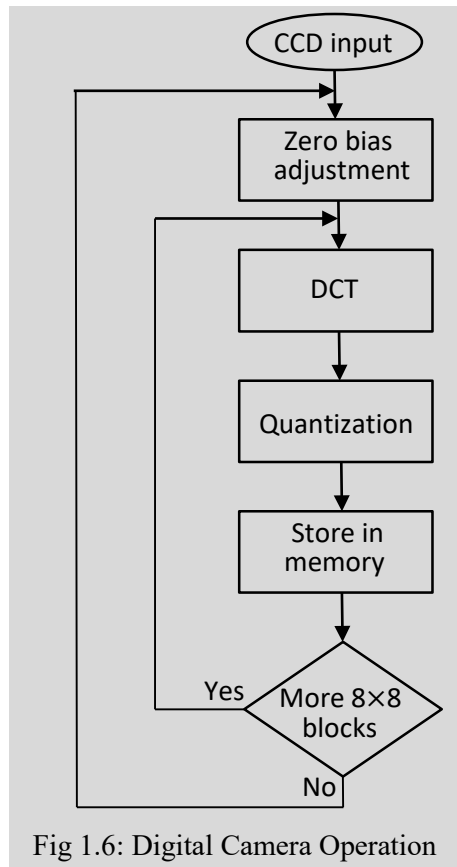 CCD input
Zero bias
adjustment
DCT
Quantization
Store in
memory
Yes
More 8×8
blocks
No
Fig 1.6: Digital Camera Operation